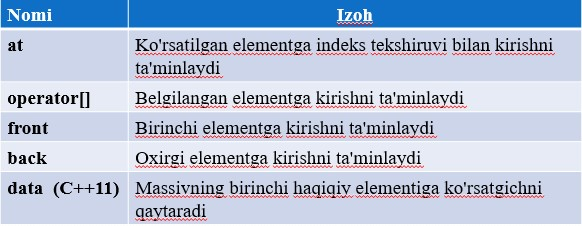 Nomi Izoh
at Ko'rsatilgan elementga indeks tekshiruvi bilan kirishni
ta'minlaydi
operator[] Belgilangan elementga kirishni ta'minlaydi
front Birinchi elementga kirishni ta'minlaydi
back Oxirgi elementga kirishni ta'minlaydi
data (C++11) Massivning birinchi haqiqiy elementiga ko'rsatgichni
qaytaradi